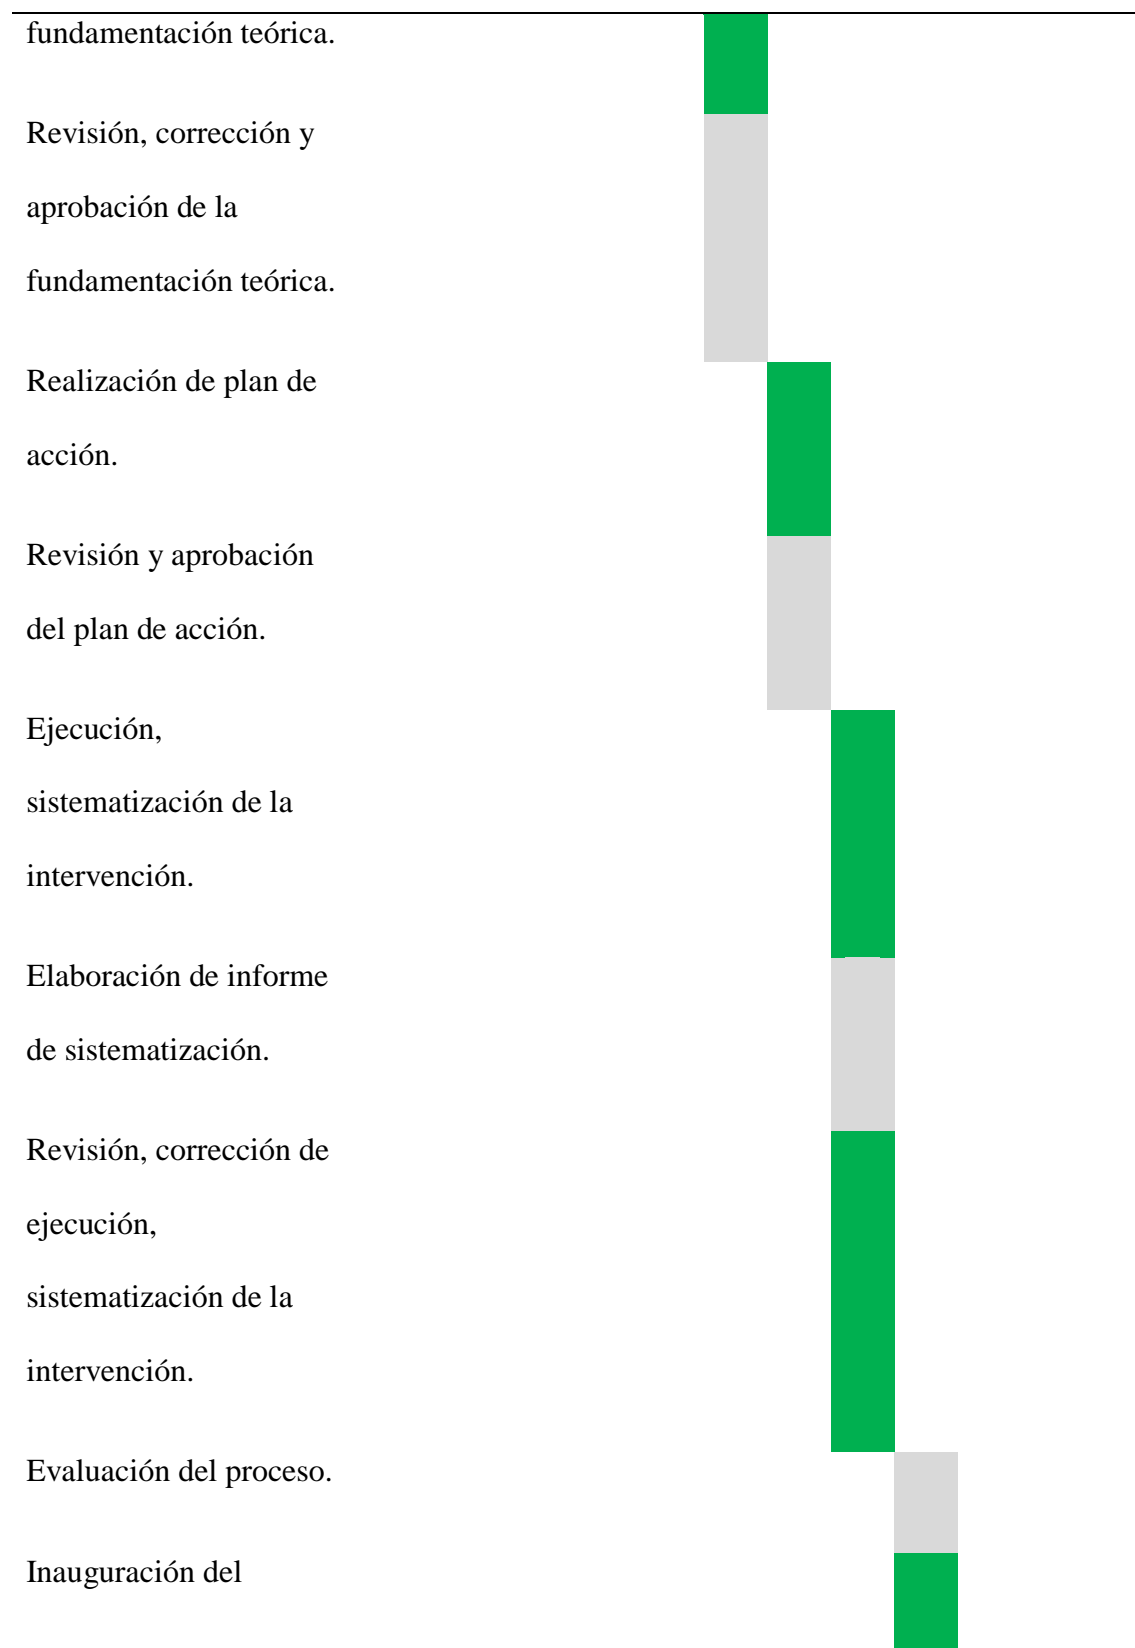 fundamentación teórica.
Revisión, corrección y
aprobación de la
fundamentación teórica.
Realización de plan de
acción.
Revisión y aprobación
del plan de acción.
Ejecución,
sistematización de la
intervención.
Elaboración de informe
de sistematización.
Revisión, corrección de
ejecución,
sistematización de la
intervención.
Evaluación del proceso.
Inauguración del